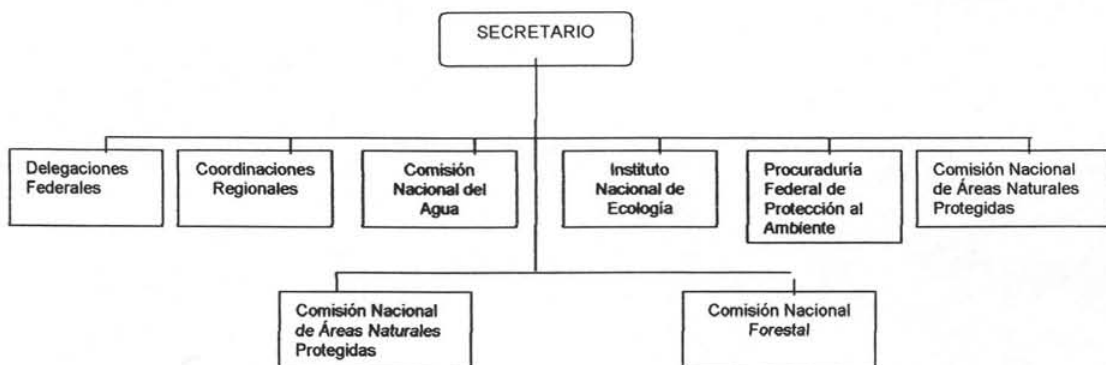 SECRETARIO
Delegaciones
Federales
Coordinaciones
Regionales
Comisión
Nacional del
Agua
Instituto
Nacional de
Ecología
Procuraduría
Federal de
Protección al
Ambiente
Comisión Nacional
de Áreas Naturales
Protegidas
Comisión Nacional
de Áreas Naturales
Protegidas
Comisión Nacional
Forestal